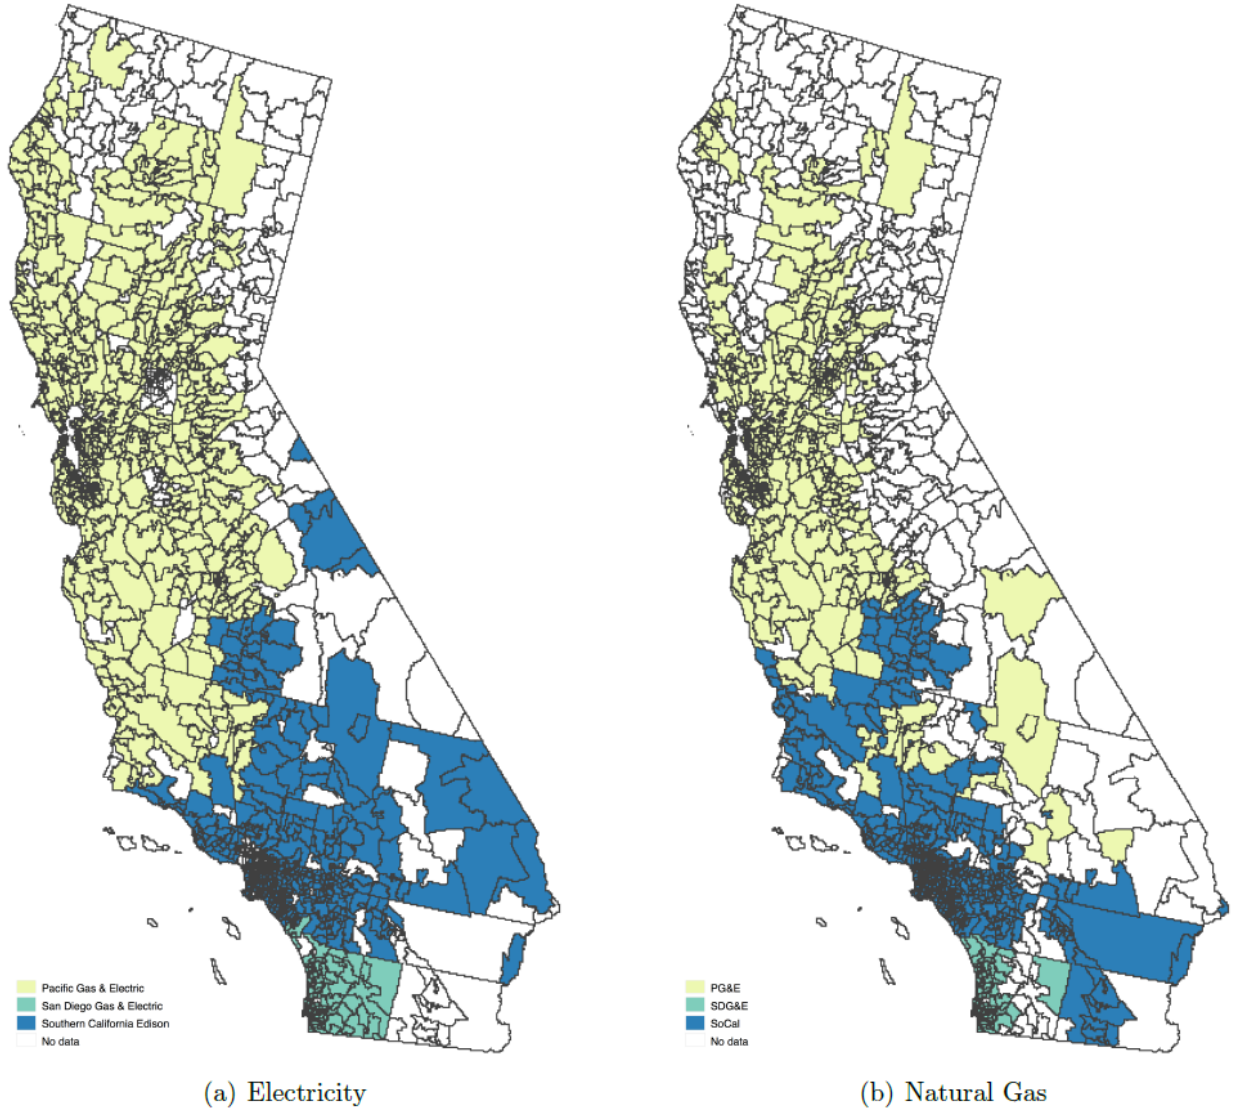 Pacific Gas & Electric
San Diego Gas & Electric
Southern California Edison
No data
PG&E
SDG&E
SoCal
No data
(a) Electricity
(b) Natural Gas